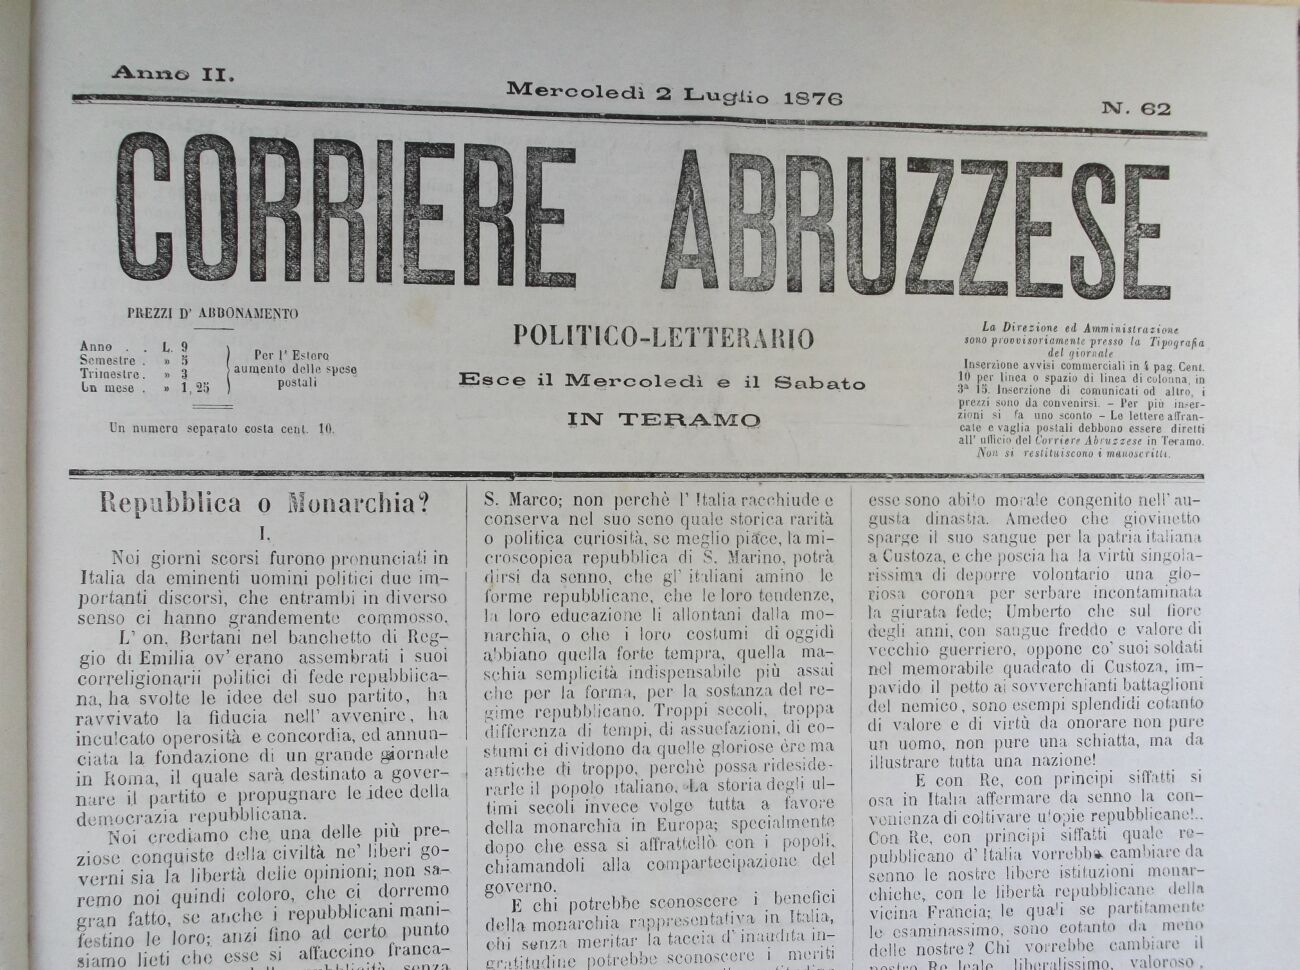 Anno II.
Mercoledì 2 Luglio 1876
N. 62
CORRIERE ABRUZZESE
PREZZI D' ABBONAMENTO
Anno . . L. 9
Semestre . » 5
Trimestre. » 3
Un mese . » 1, 25
Per l' Estero
aumento delle spese
postali
Un numero separato costa cent. 10.
POLITICO-LETTERARIO
Esce il Mercoledì e il Sabato
IN TERAMO
La Direzione ed Amministrazione
sono provvisoriamente presso la Tipografia
del giornale
Inserzione avvisi commerciali in 4 pag. Cent.
10 per linea o spazio di linea di colonna, in
3ª 15. Inserzione di comunicati od altro, i
prezzi sono da convenirsi. - Per più inser-
zioni si fa uno sconto - Le lettere affran-
cate e vaglia postali debbono essere diretti
all' ufficio del Corriere Abruzzese in Teramo.
Non si restituiscono i manoscritti.
Repubblica o Monarchia?
I.
Nei giorni scorsi furono pronunciati in
Italia da eminenti uomini politici due im-
portanti discorsi, che entrambi in diverso
senso ci hanno grandemente commosso.
L' on. Bertani nel banchetto di Reg-
gio di Emilia ov' erano assembrati i suoi
correligionarii politici di fede repubblica-
na, ha svolte le idee del suo partito, ha
ravvivato la fiducia nell' avvenire, ha
inculcato operosità e concordia, ed annun-
ciata la fondazione di un grande giornale
in Roma, il quale sarà destinato a gover-
nare il partito e propugnare le idee della
democrazia repubblicana.
Noi crediamo che una delle più pre-
ziose conquiste della civiltà ne' liberi go-
verni sia la libertà delle opinioni; non sa-
remo noi quindi coloro, che ci dorremo
gran fatto, se anche i repubblicani mani-
festino le loro; anzi fino ad certo punto
siamo lieti che esse si affaccino franca-
senza
S. Marco; non perchè l' Italia racchiude e
conserva nel suo seno quale storica rarità
o politica curiosità, se meglio piace, la mi-
croscopica repubblica di S. Marino, potrà
dirsi da senno, che gl' italiani amino le
forme repubblicane, che le loro tendenze,
la loro educazione li allontani dalla mo-
narchia, o che i loro costumi di oggidì
abbiano quella forte tempra, quella ma-
schia semplicità indispensabile più assai
che per la forma, per la sostanza del re-
gime repubblicano. Troppi secoli, troppa
differenza di tempi, di assuefazioni, di co-
stumi ci dividono da quelle gloriose ère ma
antiche di troppo, perchè possa rideside-
rarle il popolo italiano. La storia degli ul-
timi secoli invece volge tutta a favore
della monarchia in Europa; specialmente
dopo che essa si affrattellò con i popoli,
chiamandoli alla compartecipazione del
governo.
E chi potrebbe sconoscere i benefici
della monarchia rappresentativa in Italia,
chi senza meritar la taccia d' inaudita in-
gratitudine potrebbe sconoscere i meriti
esse sono abito morale congenito nell' au-
gusta dinastia. Amedeo che giovinetto
sparge il suo sangue per la patria italiana
a Custoza, e che poscia ha la virtù singola-
rissima di deporre volontario una glo-
riosa corona per serbare incontaminata
la giurata fede; Umberto che sul fiore
degli anni, con sangue freddo e valore di
vecchio guerriero, oppone co' suoi soldati
nel memorabile quadrato di Custoza, im-
pavido il petto ai sovverchianti battaglioni
del nemico, sono esempi splendidi cotanto
di valore e di virtù da onorare non pure
un uomo, non pure una schiatta, ma da
illustrare tutta una nazione!
E con Re, con principi siffatti si
osa in Italia affermare da senno la con-
venienza di coltivare utopie repubblicane!..
Con Re, con principi siffatti quale re-
pubblicano d' Italia vorrebbe cambiare da
senno le nostre libere istituzioni monar-
chiche, con le libertà repubblicane della
vicina Francia; le quali se partitamente
le esaminassimo, sono cotanto da meno
delle nostre? Chi vorrebbe cambiare il
nostro Re leale, liberalissimo, valoroso,